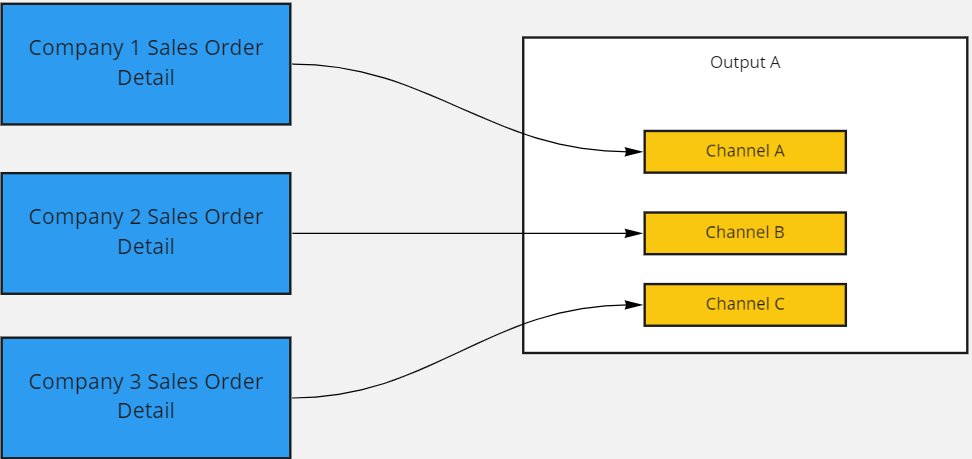 Company 1 Sales Order
Detail
Output A
Channel A
Company 2 Sales Order
Detail
Channel B
Channel C
Company 3 Sales Order
Detail